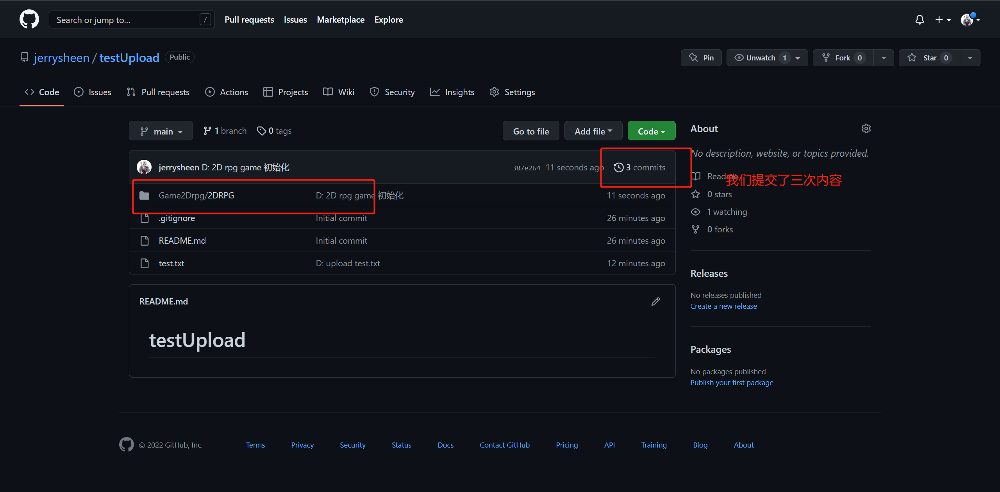 Search or jump to... /
Pull requests Issues Marketplace Explore
jerrysheen / testUpload Public
Pin Unwatch 1 Fork 0 Star 0
Code Issues Pull requests Actions Projects Wiki Security Insights Settings
main 1 branch 0 tags
Go to file Add file Code
jerrysheen D: 2D rpg game 初始化 387e264 11 seconds ago 3 commits
Game2Drpg/2DRPG D: 2D rpg game 初始化 11 seconds ago
.gitignore Initial commit 26 minutes ago
README.md Initial commit 26 minutes ago
test.txt D: upload test.txt 12 minutes ago
README.md
testUpload
About
No description, website, or topics provided.
Readme
我们提交了三次内容
0 stars
1 watching
0 forks
Releases
No releases published
Create a new release
Packages
No packages published
Publish your first package
© 2022 GitHub, Inc. Terms Privacy Security Status Docs Contact GitHub Pricing API Training Blog About